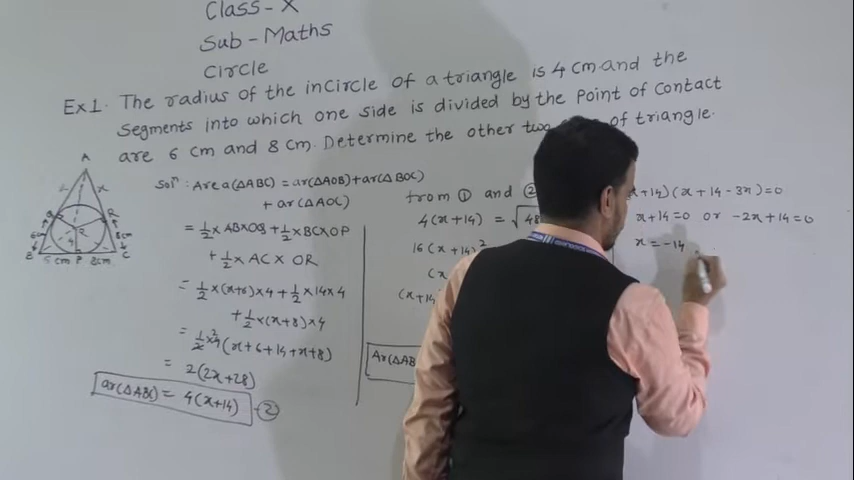 Class - X
Sub - Maths
Circle
Ex1. The radius of the incircle of a triangle is 4 cm and the
segments into which one side is divided by the point of contact
are 6 cm and 8 cm. Determine the other two of triangle.
Solⁿ: Area(ΔABC) = ar(ΔAOB) + ar(ΔBOC)
+ ar(ΔAOC)
= 1/2 × AB×OQ + 1/2 × BC×OP
+ 1/2 × AC × OR
= 1/2 × (x+6)×4 + 1/2 × 14×4
+ 1/2 × (x+8)×4
= 1/2 × 4 2 (x+6+14+x+8)
= 2(2x+28)
ar(ΔABC) = 4(x+14) - ②
from ① and ②
4(x+14) = √48
16(x+14)²
(x
(x+14
Ar(ΔAB
x+14)(x+14-3x)=0
x+14=0 or -2x+14=0
x = -14
A
x x
Q R
6cm 8cm
4
B 6 cm P 8cm C